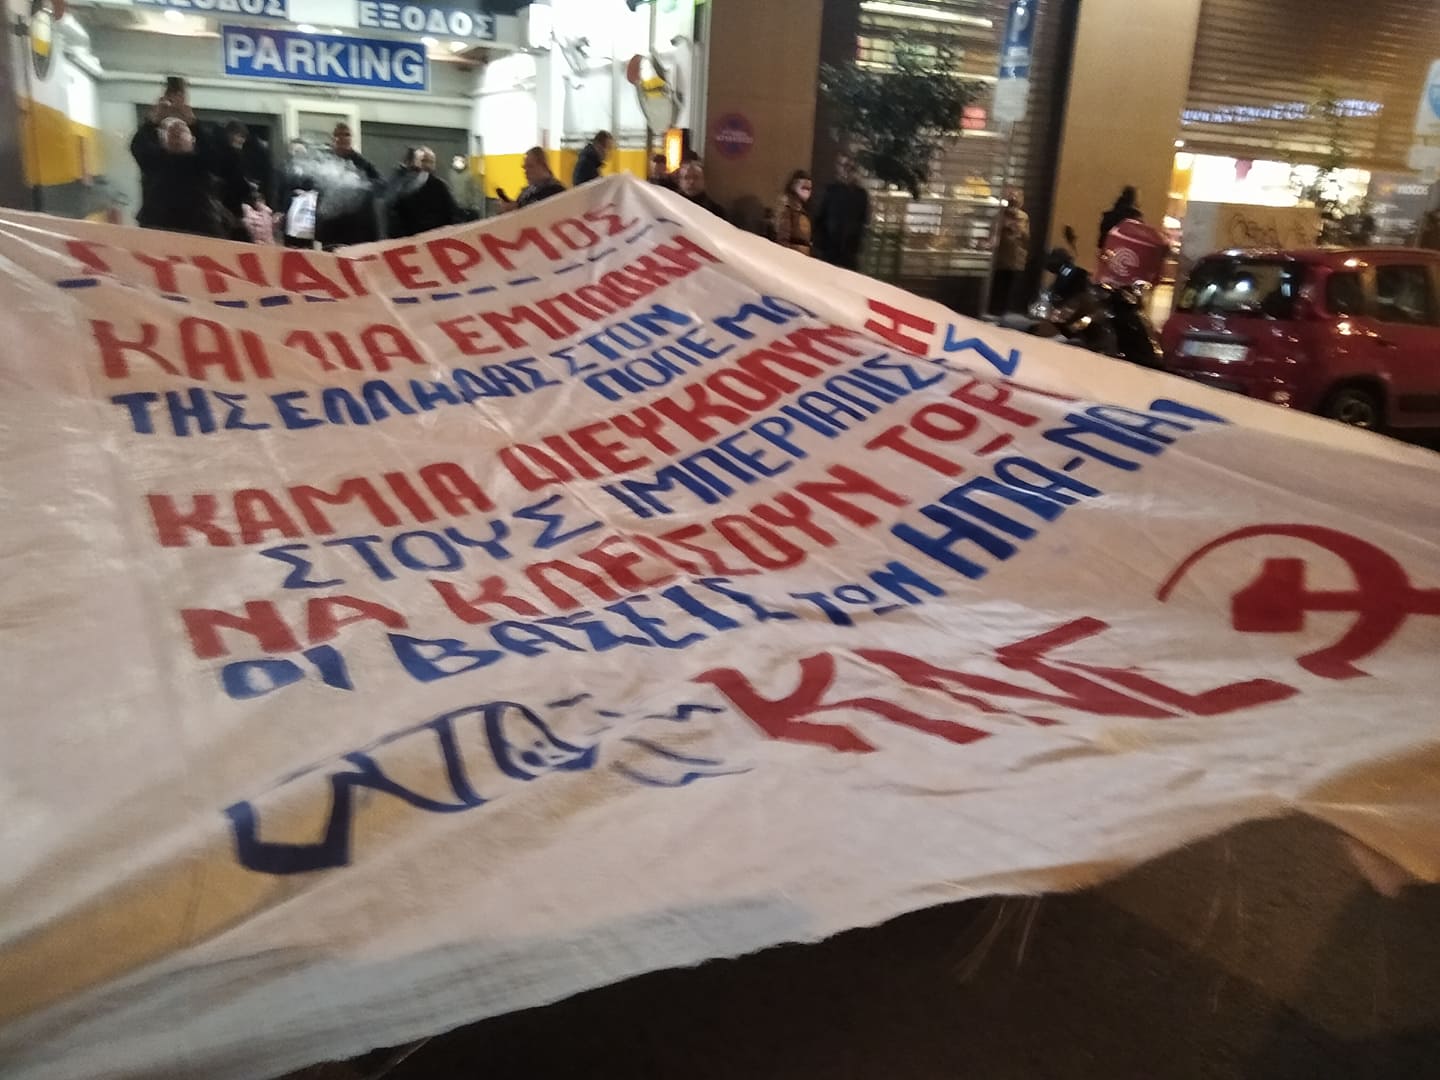 ΕΞΟΔΟΣ
PARKING
P
ΣΥΝΑΓΕΡΜΟΣ
ΚΑΜΙΑ ΕΜΠΛΟΚΗ
ΤΗΣ ΕΛΛΑΔΑΣ ΣΤΟΝ
ΠΟΛΕΜΟ
ΚΑΜΙΑ ΔΙΕΥΚΟΛΥΝΣΗ
ΣΤΟΥΣ ΙΜΠΕΡΙΑΛΙΣΤΕΣ
ΝΑ ΚΛΕΙΣΟΥΝ ΤΩΡΑ
ΟΙ ΒΑΣΕΙΣ ΤΩΝ ΗΠΑ-ΝΑΤΟ
ΚΝΕ